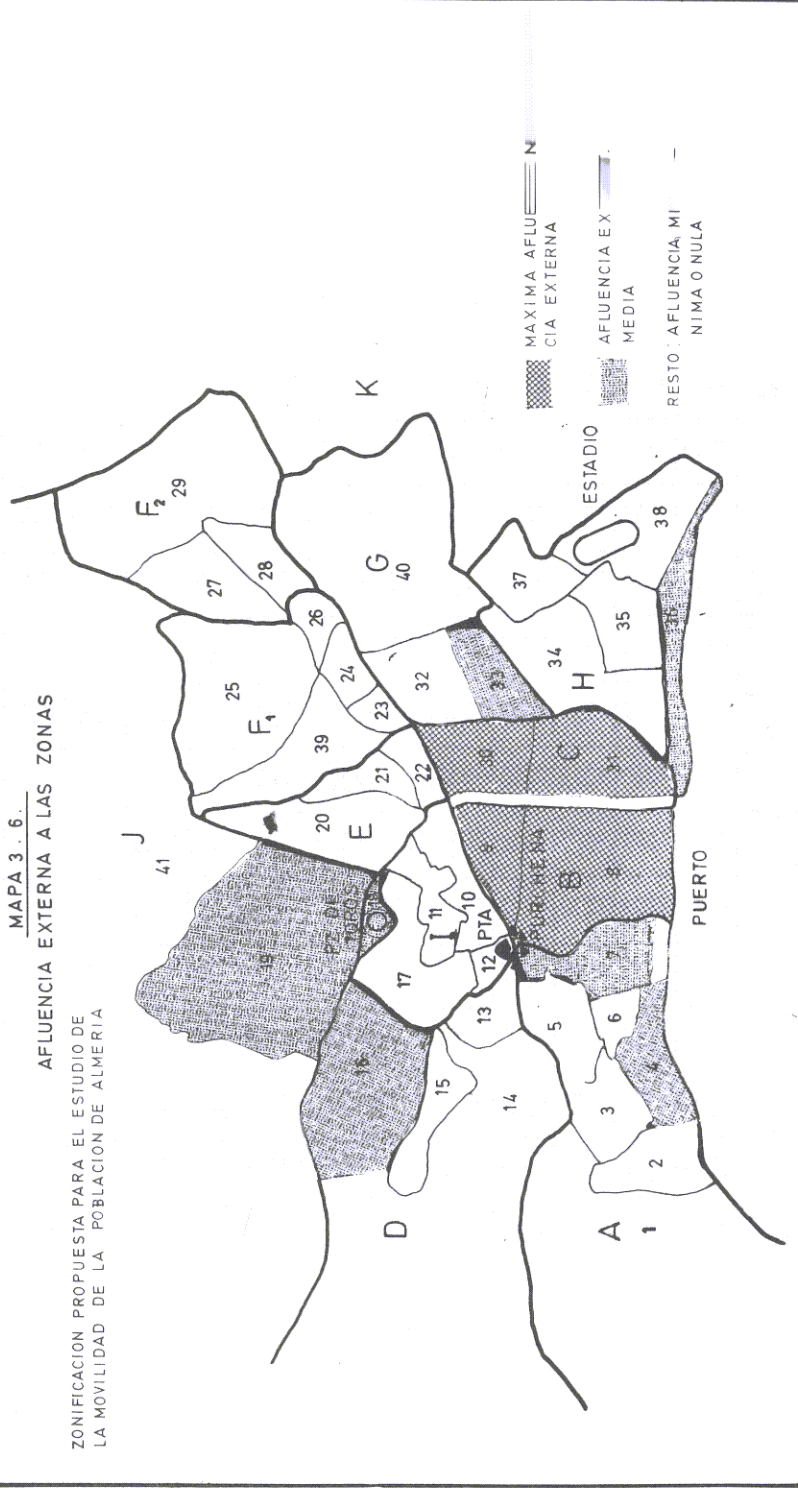 MAPA 3.6.
AFLUENCIA EXTERNA A LAS ZONAS
ZONIFICACION PROPUESTA PARA EL ESTUDIO DE
LA MOVILIDAD DE LA POBLACION DE ALMERIA
J
41
K
F2
29
27
28
25
F1
26
24
23
39
21
22
20
E
G
40
32
33
37
ESTADIO
38
35
34
H
36
30
C
31
9
B
8
PUERTO
19
PZ. DE
TOROS
18
11
I
10
PTA
PURCHENA
12
17
16
13
15
14
D
5
7
6
4
3
2
A
1
MAXIMA AFLUEN
CIA EXTERNA
AFLUENCIA EX.
MEDIA
RESTO: AFLUENCIA MI
NIMA O NULA